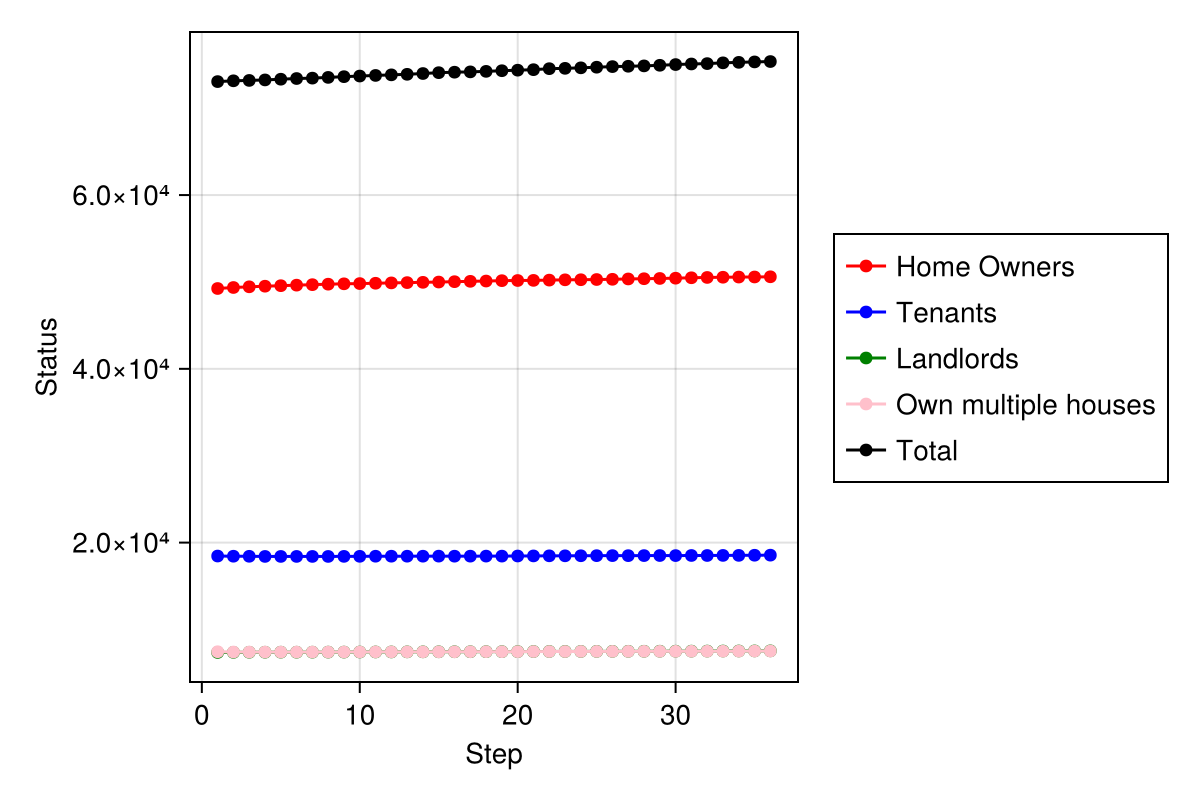 6.0×10⁴
4.0×10⁴
2.0×10⁴
Status
0 10 20 30
Step
Home Owners
Tenants
Landlords
Own multiple houses
Total